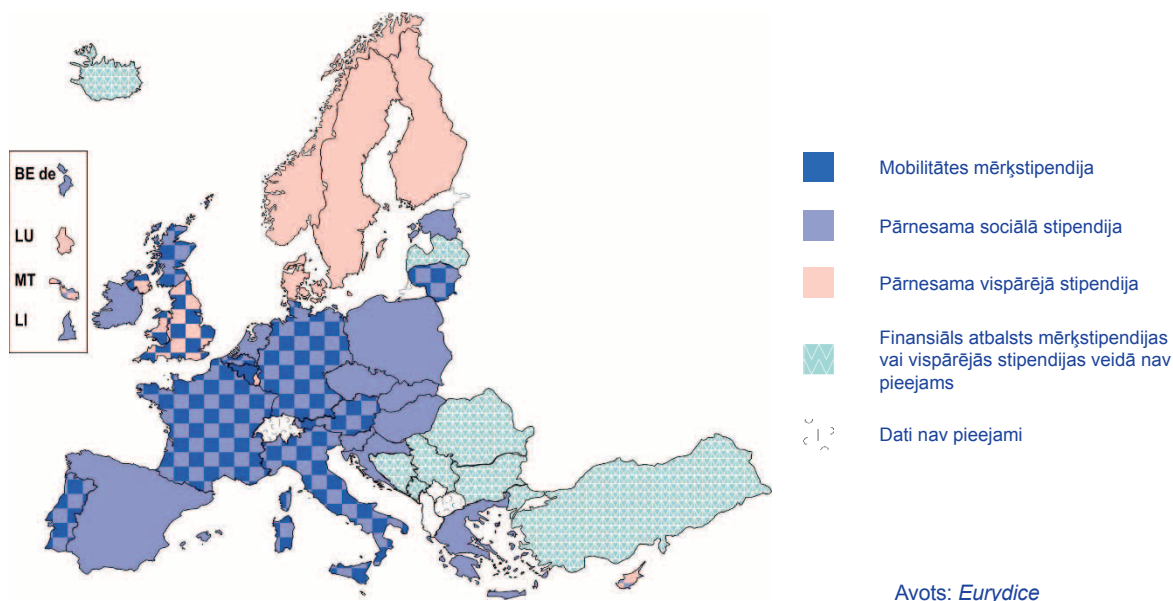 BE de
LU
MT
LI
Mobilitātes mērķstipendija
Pārnesama sociālā stipendija
Pārnesama vispārējā stipendija
Finansiāls atbalsts mērķstipendijas
vai vispārējās stipendijas veidā nav
pieejams
Dati nav pieejami
Avots: Eurydice